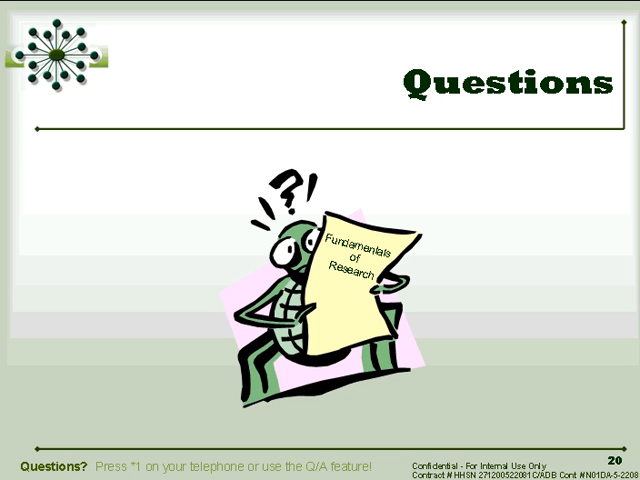 Questions
?
Fundamentals
of
Research
Questions? Press *1 on your telephone or use the Q/A feature!
20
Confidential - For Internal Use Only
Contract # HHSN 271200522081C/ADB Cont #N01DA-5-2208